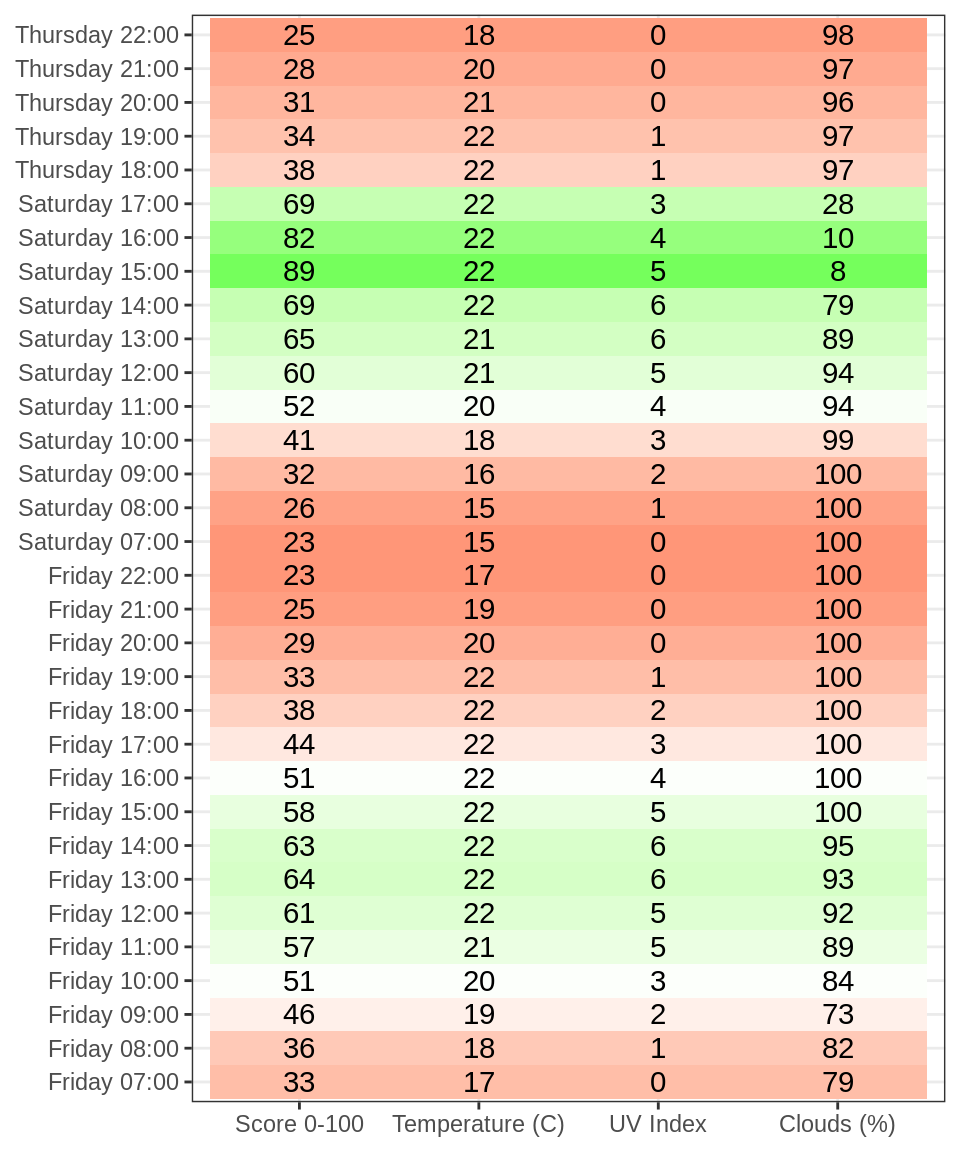 Thursday 22:00 25 18 0 98
Thursday 21:00 28 20 0 97
Thursday 20:00 31 21 0 96
Thursday 19:00 34 22 1 97
Thursday 18:00 38 22 1 97
Saturday 17:00 69 22 3 28
Saturday 16:00 82 22 4 10
Saturday 15:00 89 22 5 8
Saturday 14:00 69 22 6 79
Saturday 13:00 65 21 6 89
Saturday 12:00 60 21 5 94
Saturday 11:00 52 20 4 94
Saturday 10:00 41 18 3 99
Saturday 09:00 32 16 2 100
Saturday 08:00 26 15 1 100
Saturday 07:00 23 15 0 100
Friday 22:00 23 17 0 100
Friday 21:00 25 19 0 100
Friday 20:00 29 20 0 100
Friday 19:00 33 22 1 100
Friday 18:00 38 22 2 100
Friday 17:00 44 22 3 100
Friday 16:00 51 22 4 100
Friday 15:00 58 22 5 100
Friday 14:00 63 22 6 95
Friday 13:00 64 22 6 93
Friday 12:00 61 22 5 92
Friday 11:00 57 21 5 89
Friday 10:00 51 20 3 84
Friday 09:00 46 19 2 73
Friday 08:00 36 18 1 82
Friday 07:00 33 17 0 79
Score 0-100 Temperature (C) UV Index Clouds (%)